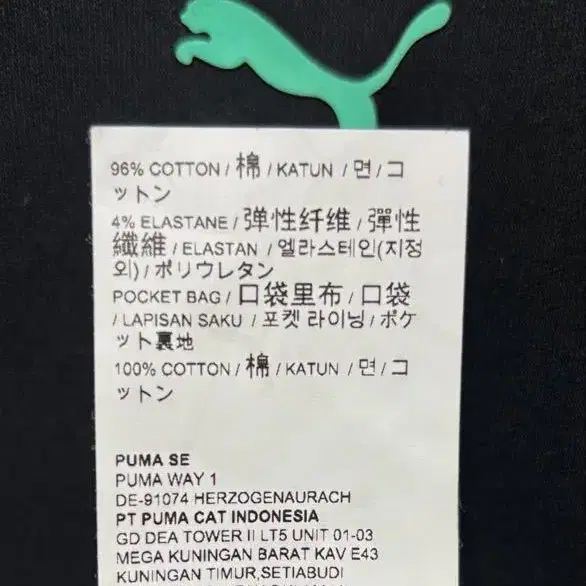 96% COTTON / 棉 / KATUN / 면 / コ
ットン
4% ELASTANE / 弹性纤维 / 彈性
纖維 / ELASTAN / 엘라스테인(지정
외) / ポリウレタン
POCKET BAG / 口袋里布 / 口袋
/ LAPISAN SAKU / 포켓 라이닝 / ポケ
ット裏地
100% COTTON / 棉 / KATUN / 면 / コ
ットン
PUMA SE
PUMA WAY 1
DE-91074 HERZOGENAURACH
PT PUMA CAT INDONESIA
GD DEA TOWER II LT5 UNIT 01-03
MEGA KUNINGAN BARAT KAV E43
KUNINGAN TIMUR,SETIABUDI